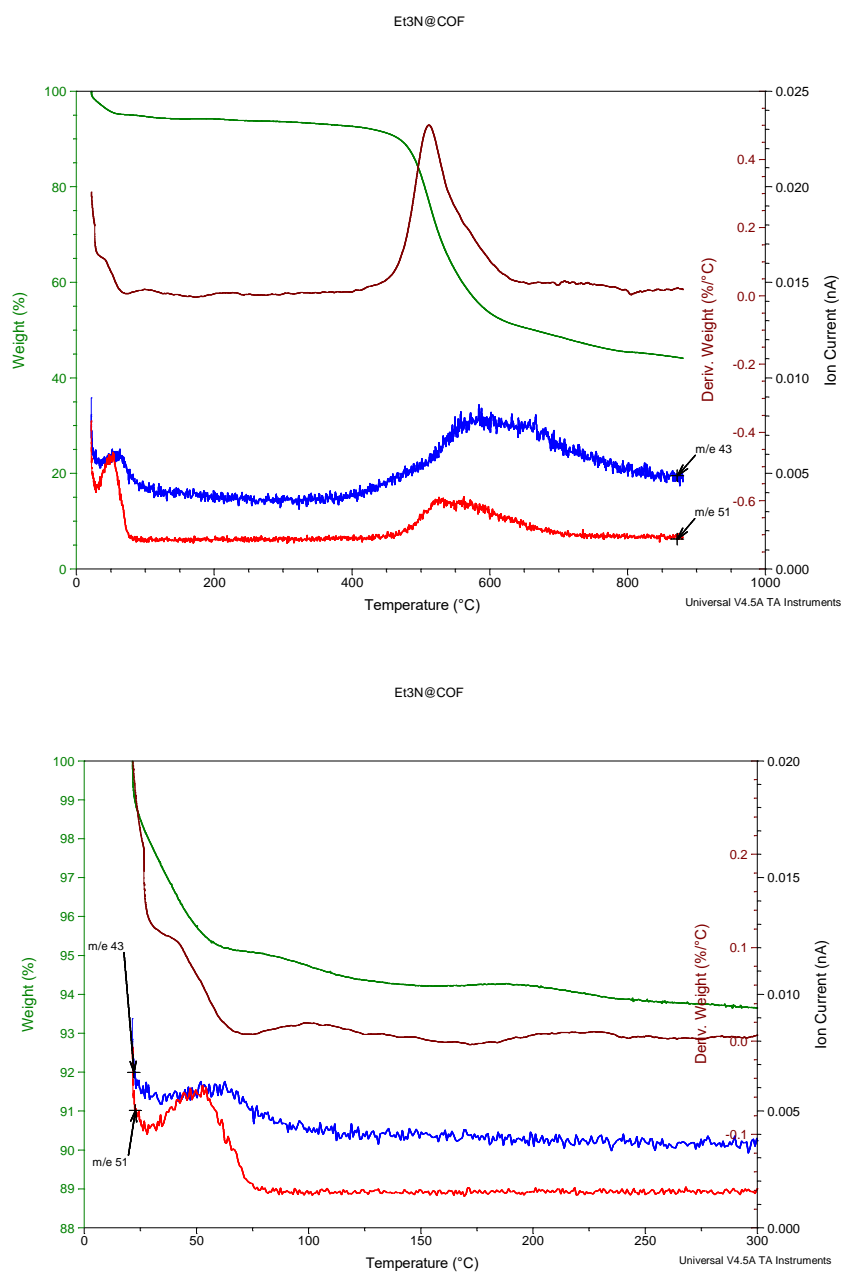 Et3N@COF
100
80
60
40
20
0
Weight (%)
0.4
0.2
0.0
-0.2
-0.4
-0.6
Deriv. Weight (%/°C)
0.025
0.020
0.015
0.010
0.005
0.000
Ion Current (nA)
m/e 43
m/e 51
0 200 400 600 800 1000
Temperature (°C)
Universal V4.5A TA Instruments
Et3N@COF
100
99
98
97
96
95
94
93
92
91
90
89
88
Weight (%)
m/e 43
m/e 51
0.2
0.1
0.0
-0.1
Deriv. Weight (%/°C)
0.020
0.015
0.010
0.005
0.000
Ion Current (nA)
0 50 100 150 200 250 300
Temperature (°C)
Universal V4.5A TA Instruments